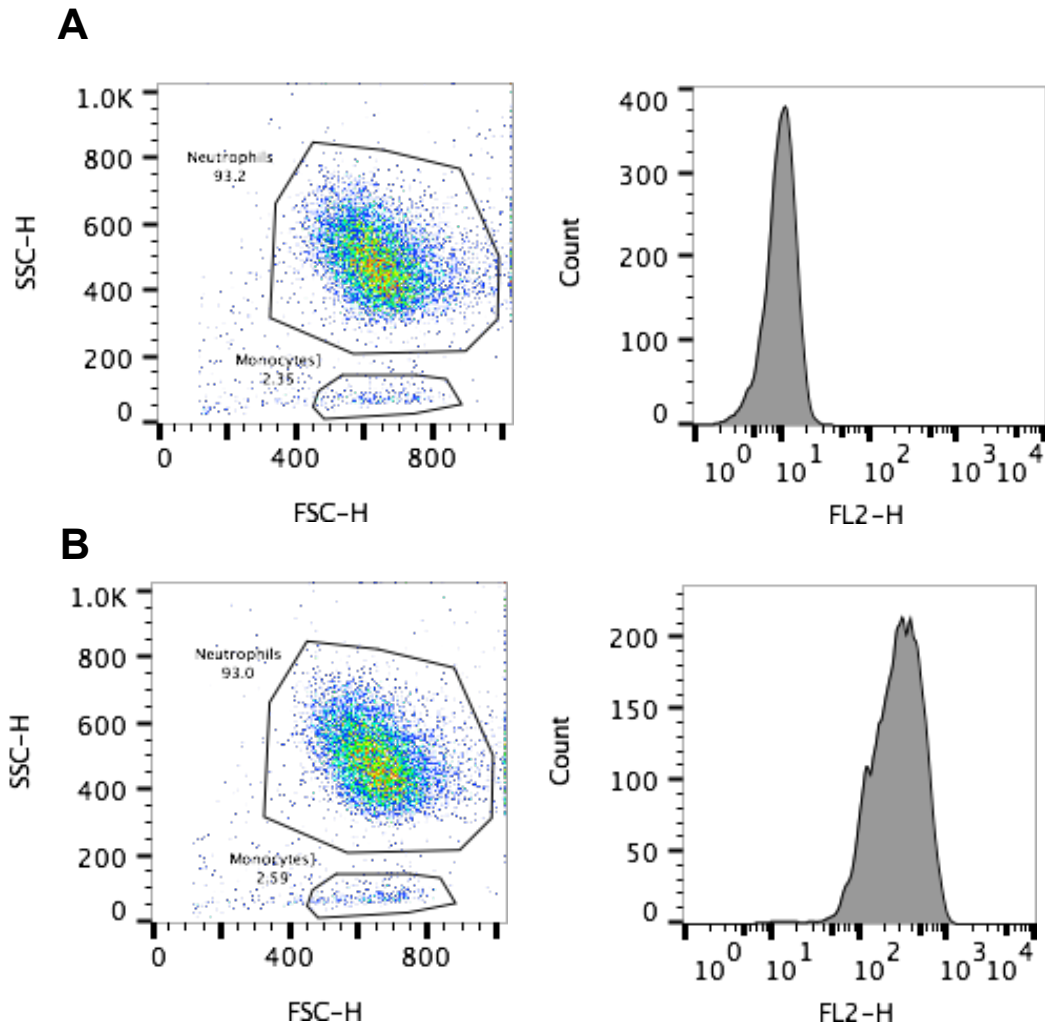 A
1.0K
800
600
400
200
0
SSC-H
Neutrophils
93.2
Monocytes]
2.35
0 400 800
FSC-H
400
300
200
100
0
Count
10^0 10^1 10^2 10^3 10^4
FL2-H
B
1.0K
800
600
400
200
0
SSC-H
Neutrophils
93.0
Monocytes]
2.59
0 400 800
FSC-H
200
150
100
50
0
Count
10^0 10^1 10^2 10^3 10^4
FL2-H